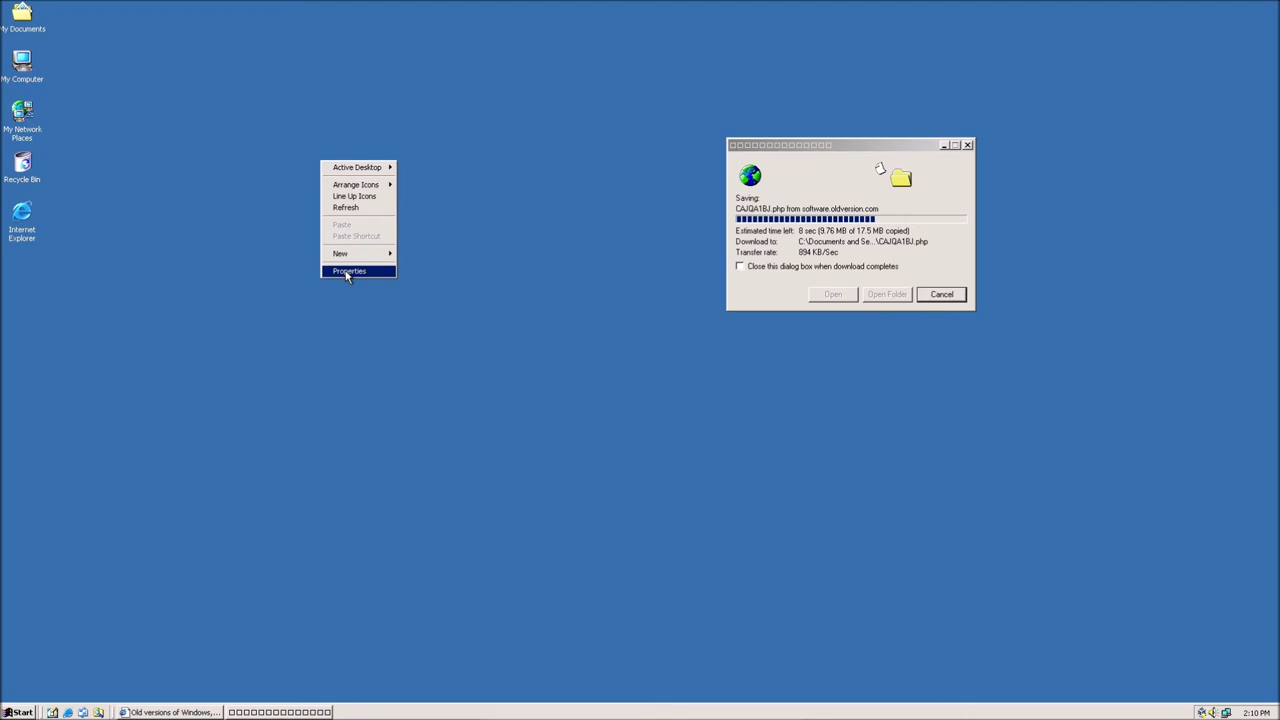 My Documents
My Computer
My Network
Places
Recycle Bin
Internet
Explorer
Active Desktop
Arrange Icons
Line Up Icons
Refresh
Paste
Paste Shortcut
New
Properties
□□□□□□□□□□□□□□
Saving:
CAJQA1BJ.php from software.oldversion.com
Estimated time left: 8 sec (9.76 MB of 17.5 MB copied)
Download to: C:\Documents and Se...\CAJQA1BJ.php
Transfer rate: 894 KB/Sec
Close this dialog box when download completes
Open
Open Folder
Cancel
Start
Old versions of Windows,...
□□□□□□□□□□□□□□
2:10 PM